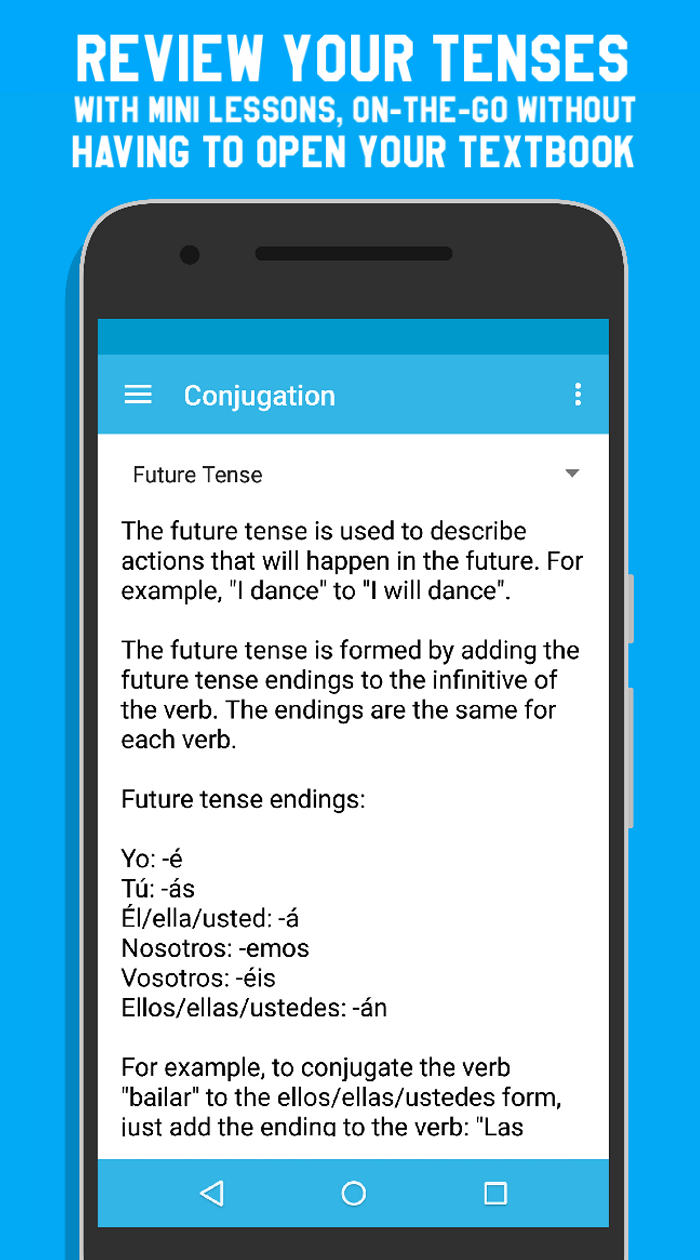 REVIEW YOUR TENSES
WITH MINI LESSONS, ON-THE-GO WITHOUT
HAVING TO OPEN YOUR TEXTBOOK
Conjugation
Future Tense
The future tense is used to describe
actions that will happen in the future. For
example, "I dance" to "I will dance".
The future tense is formed by adding the
future tense endings to the infinitive of
the verb. The endings are the same for
each verb.
Future tense endings:
Yo: -é
Tú: -ás
Él/ella/usted: -á
Nosotros: -emos
Vosotros: -éis
Ellos/ellas/ustedes: -án
For example, to conjugate the verb
"bailar" to the ellos/ellas/ustedes form,
just add the ending to the verb: "Las